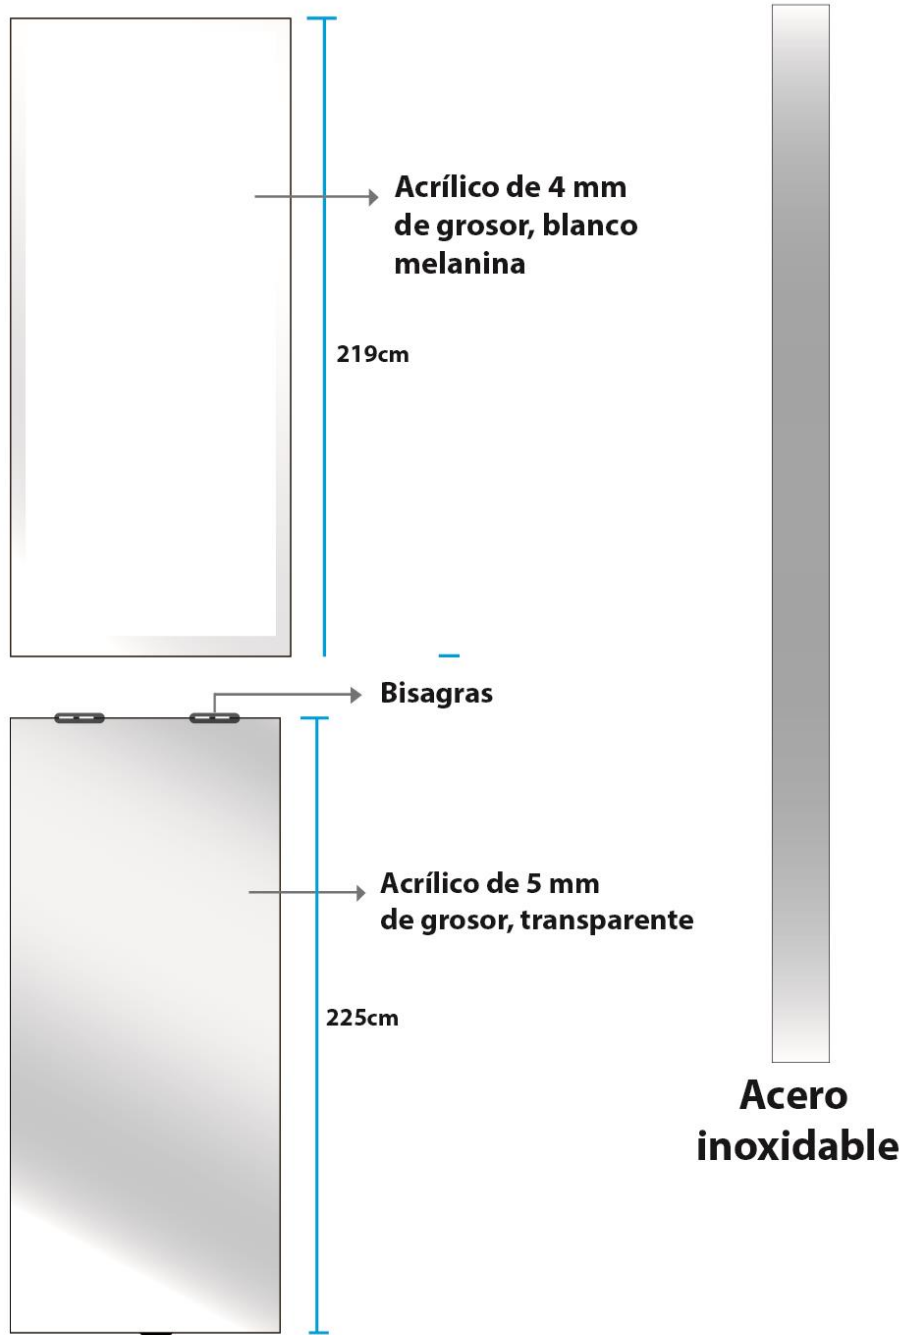 Acrílico de 4 mm
de grosor, blanco
melanina
219cm
Bisagras
Acrílico de 5 mm
de grosor, transparente
225cm
Acero
inoxidable